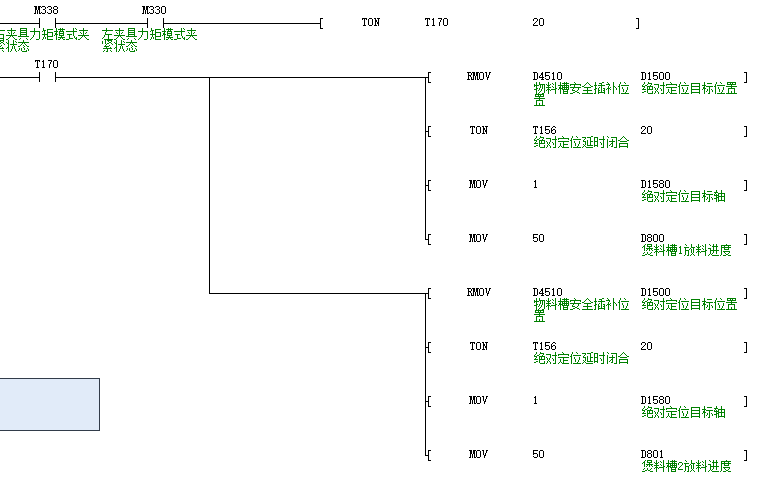 M338 M330
[ TON T170 20 ]
右夹具力矩模式夹 左夹具力矩模式夹
紧状态 紧状态
T170
[ RMOV D4510 D1500 ]
物料槽安全插补位 绝对定位目标位置
置
[ TON T156 20 ]
绝对定位延时闭合
[ MOV 1 D1580 ]
绝对定位目标轴
[ MOV 50 D800 ]
煲料槽1放料进度
[ RMOV D4510 D1500 ]
物料槽安全插补位 绝对定位目标位置
置
[ TON T156 20 ]
绝对定位延时闭合
[ MOV 1 D1580 ]
绝对定位目标轴
[ MOV 50 D801 ]
煲料槽2放料进度